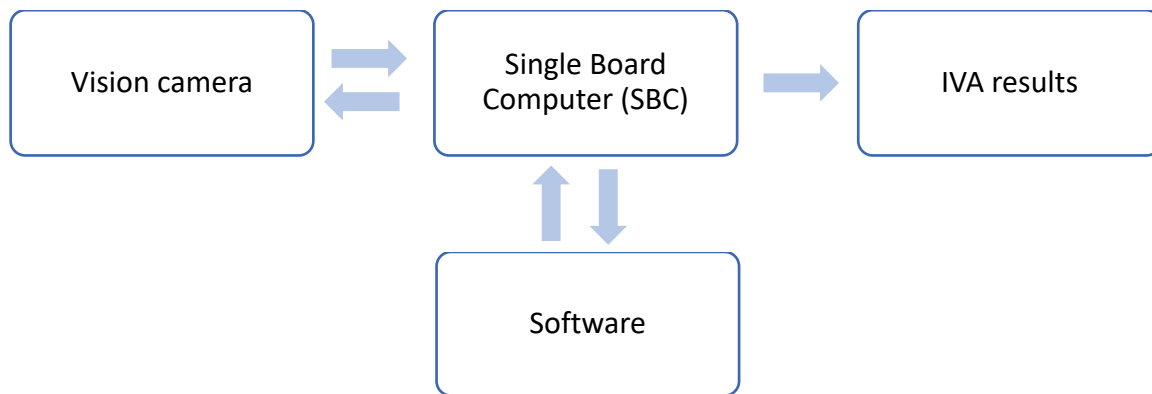 Vision camera
Single Board
Computer (SBC)
IVA results
Software